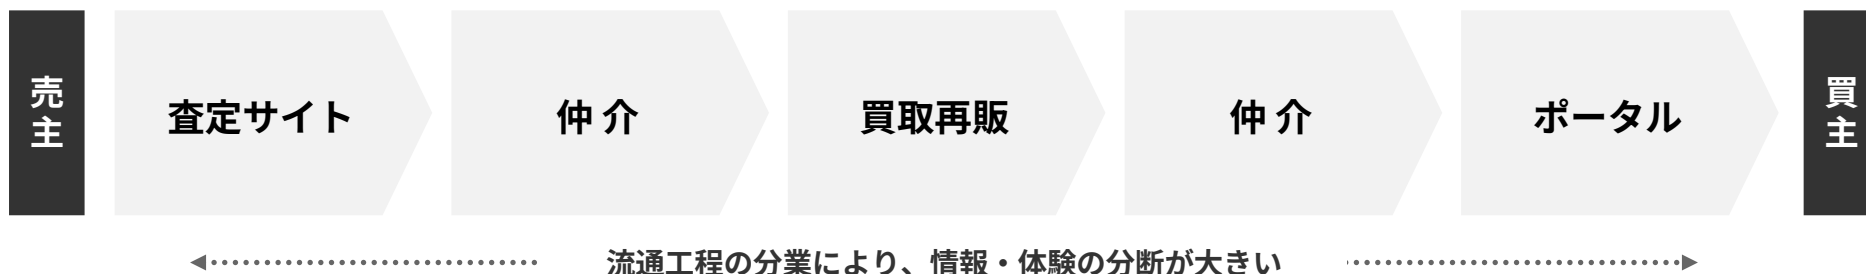 売主
査定サイト
仲 介
買取再販
仲 介
ポータル
買主
流通工程の分業により、情報・体験の分断が大きい